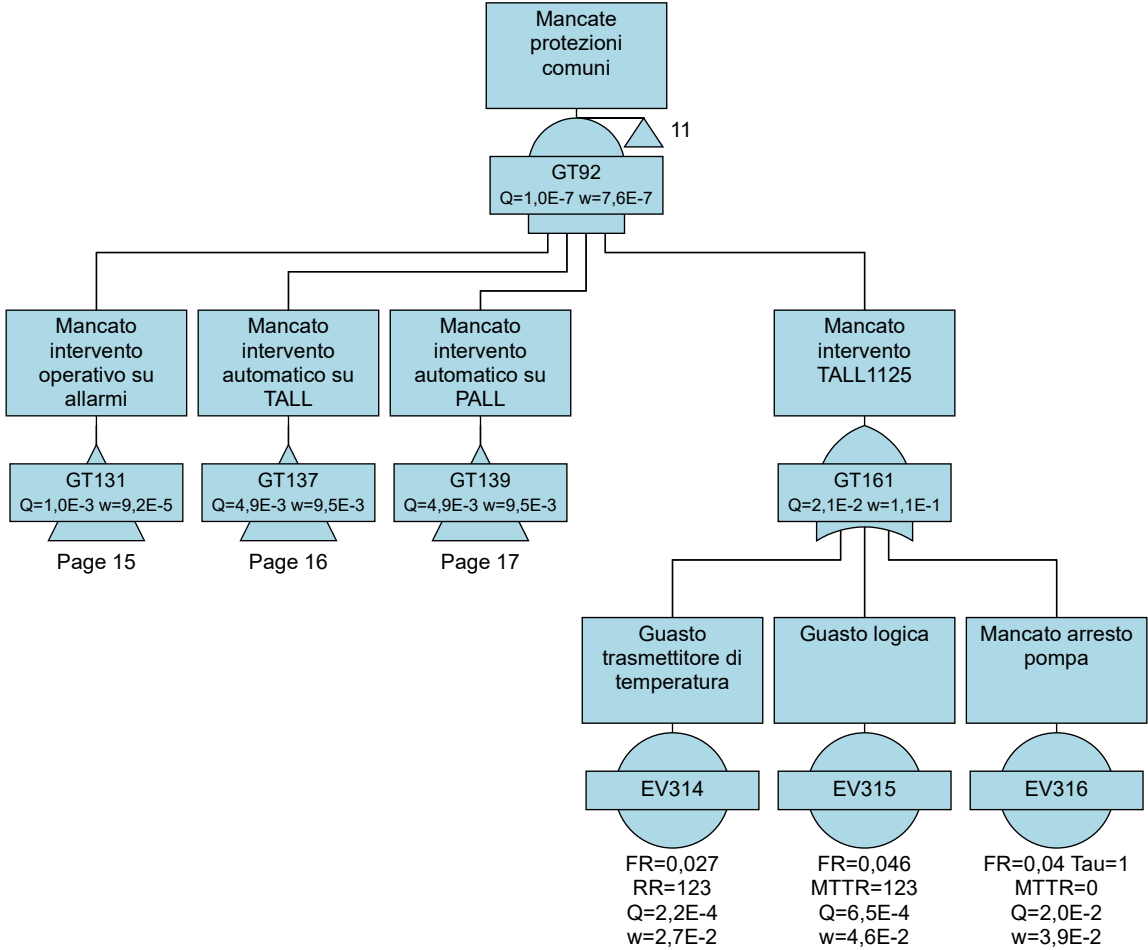 Mancate
protezioni
comuni
11
GT92
Q=1,0E-7 w=7,6E-7
Mancato
intervento
operativo su
allarmi
Mancato
intervento
automatico su
TALL
Mancato
intervento
automatico su
PALL
Mancato
intervento
TALL1125
GT131
Q=1,0E-3 w=9,2E-5
Page 15
GT137
Q=4,9E-3 w=9,5E-3
Page 16
GT139
Q=4,9E-3 w=9,5E-3
Page 17
GT161
Q=2,1E-2 w=1,1E-1
Guasto
trasmettitore di
temperatura
Guasto logica
Mancato arresto
pompa
EV314
FR=0,027
RR=123
Q=2,2E-4
w=2,7E-2
EV315
FR=0,046
MTTR=123
Q=6,5E-4
w=4,6E-2
EV316
FR=0,04 Tau=1
MTTR=0
Q=2,0E-2
w=3,9E-2